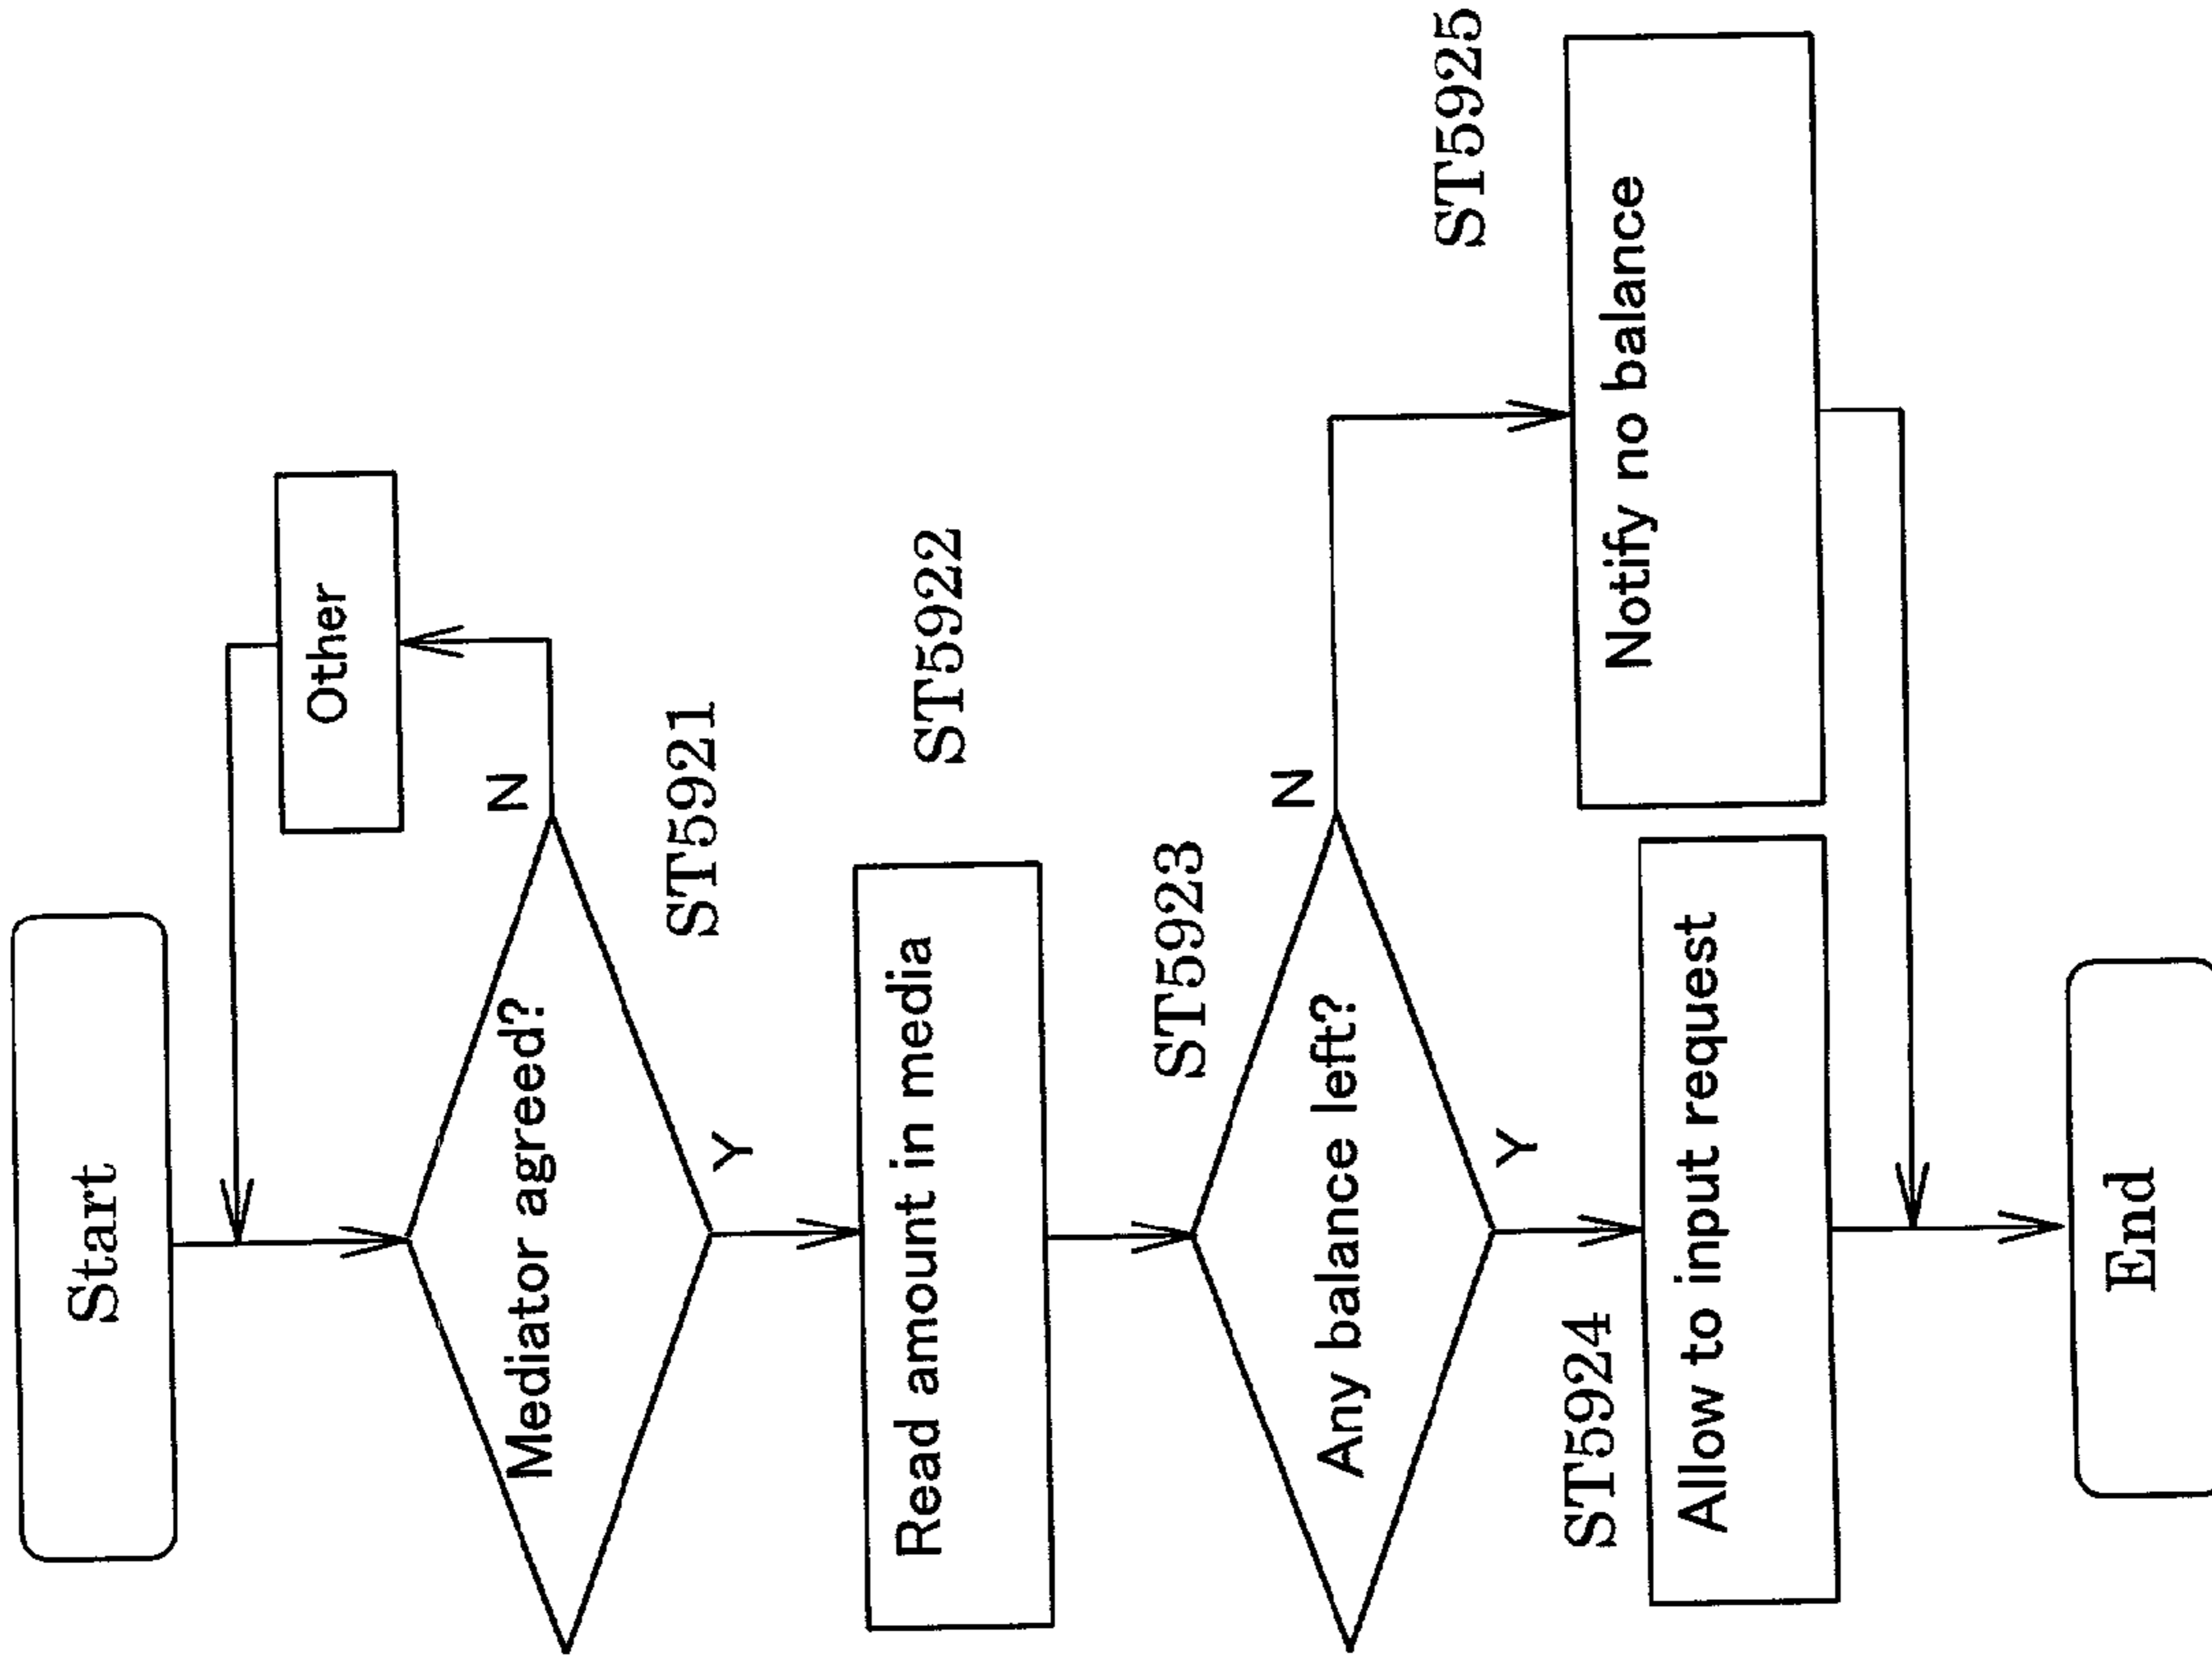 Start
Other
Mediator agreed?
N
ST5921
Y
Read amount in media
ST5922
ST5923
Any balance left?
N
Y
ST5924
Allow to input request
ST5925
Notify no balance
End